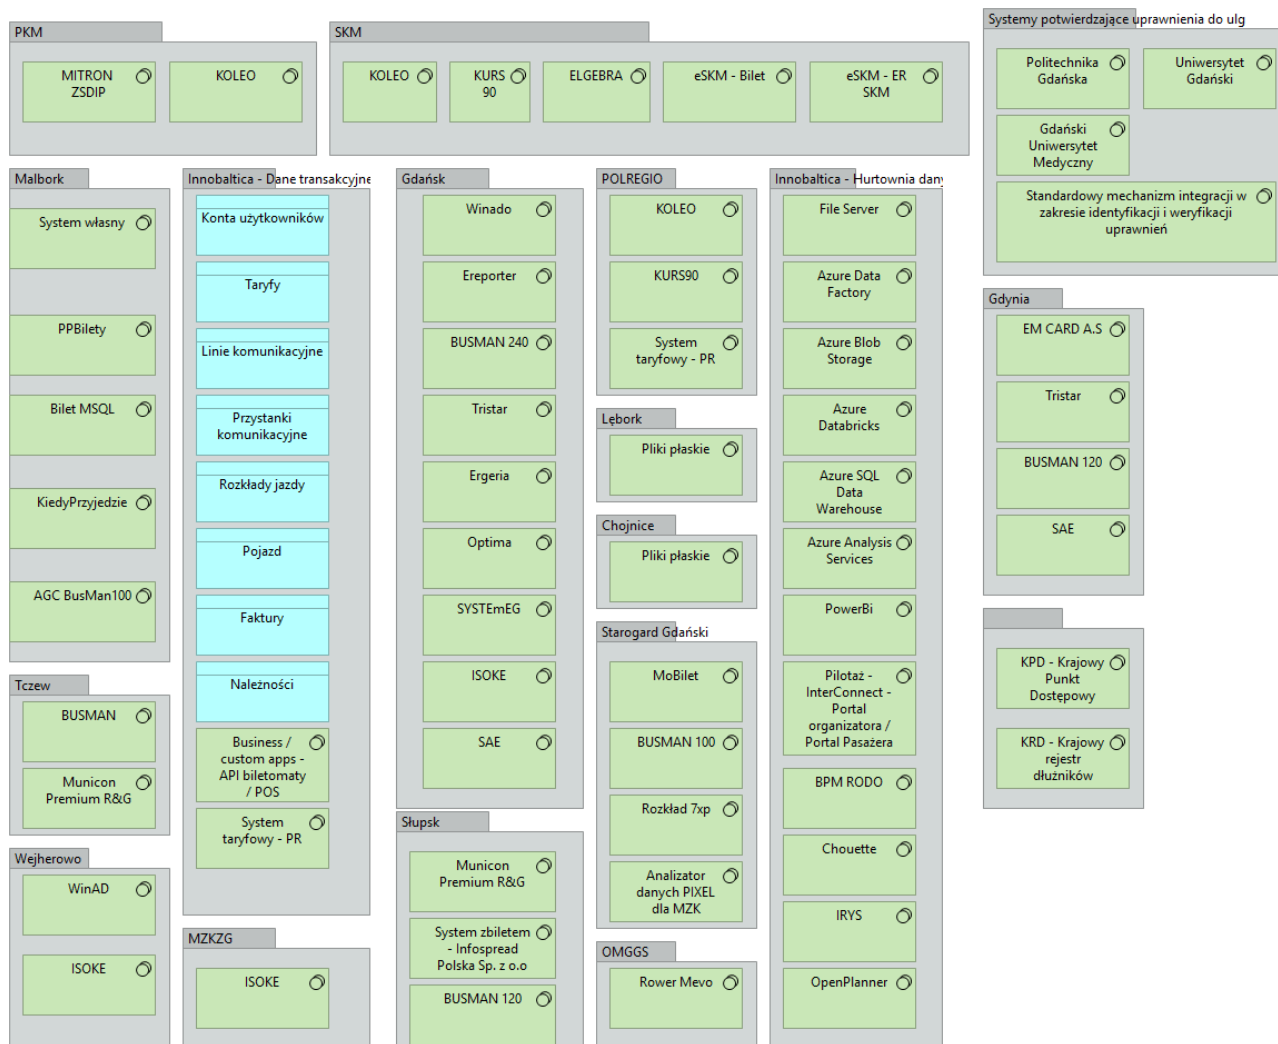 PKM
MITRON
ZSDIP
KOLEO
SKM
KOLEO
KURS
90
ELGEBRA
eSKM - Bilet
eSKM - ER
SKM
Systemy potwierdzające uprawnienia do ulg
Politechnika
Gdańska
Uniwersytet
Gdański
Gdański
Uniwersytet
Medyczny
Standardowy mechanizm integracji w
zakresie identyfikacji i weryfikacji
uprawnień
Malbork
System własny
PPBilety
Bilet MSQL
KiedyPrzyjedzie
AGC BusMan100
Tczew
BUSMAN
Municon
Premium R&G
Wejherowo
WinAD
ISOKE
Innobaltica - Dane transakcyjne
Konta użytkowników
Taryfy
Linie komunikacyjne
Przystanki
komunikacyjne
Rozkłady jazdy
Pojazd
Faktury
Należności
Business /
custom apps -
API biletomaty
/ POS
System
taryfowy - PR
MZKZG
ISOKE
Gdańsk
Winado
Ereporter
BUSMAN 240
Tristar
Ergeria
Optima
SYSTEmEG
ISOKE
SAE
Słupsk
Municon
Premium R&G
System zbiletem
- Infospread
Polska Sp. z o.o
BUSMAN 120
POLREGIO
KOLEO
KURS90
System
taryfowy - PR
Lębork
Pliki płaskie
Chojnice
Pliki płaskie
Starogard Gdański
MoBilet
BUSMAN 100
Rozkład 7xp
Analizator
danych PIXEL
dla MZK
OMGGS
Rower Mevo
Innobaltica - Hurtownia dany
File Server
Azure Data
Factory
Azure Blob
Storage
Azure
Databricks
Azure SQL
Data
Warehouse
Azure Analysis
Services
PowerBi
Pilotaż -
InterConnect -
Portal
organizatora /
Portal Pasażera
BPM RODO
Chouette
IRYS
OpenPlanner
Gdynia
EM CARD A.S
Tristar
BUSMAN 120
SAE
KPD - Krajowy
Punkt
Dostępowy
KRD - Krajowy
rejestr
dłużników